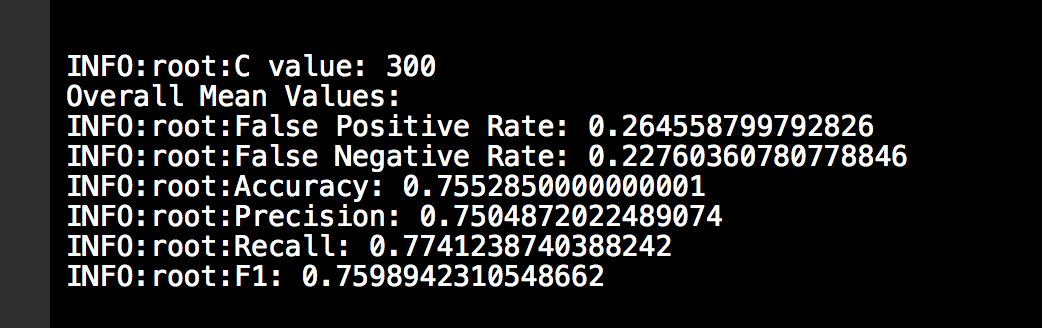 INFO:root:C value: 300
Overall Mean Values:
INFO:root:False Positive Rate: 0.264558799792826
INFO:root:False Negative Rate: 0.22760360780778846
INFO:root:Accuracy: 0.7552850000000001
INFO:root:Precision: 0.7504872022489074
INFO:root:Recall: 0.7741238740388242
INFO:root:F1: 0.7598942310548662